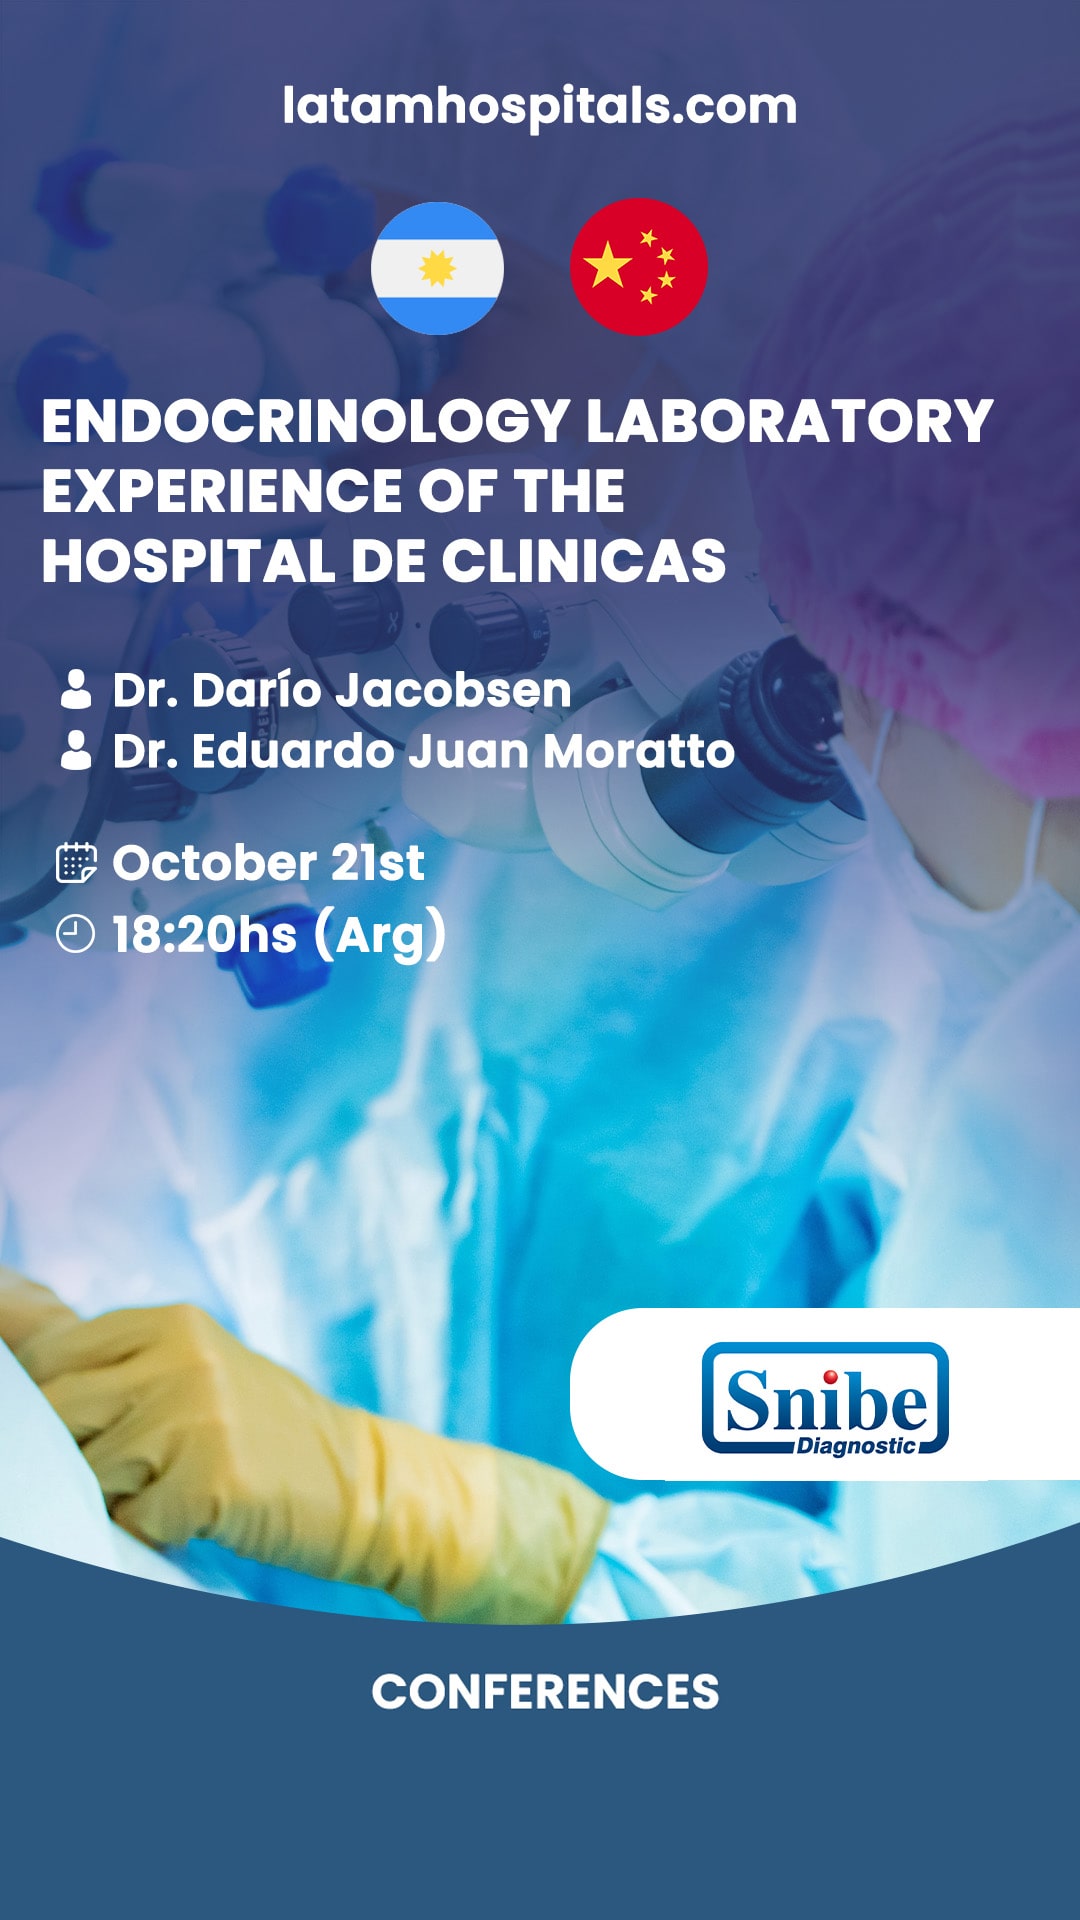 latamhospitals.com
ENDOCRINOLOGY LABORATORY
EXPERIENCE OF THE
HOSPITAL DE CLINICAS
Dr. Darío Jacobsen
Dr. Eduardo Juan Moratto
October 21st
18:20hs (Arg)
Snibe
Diagnostic
CONFERENCES